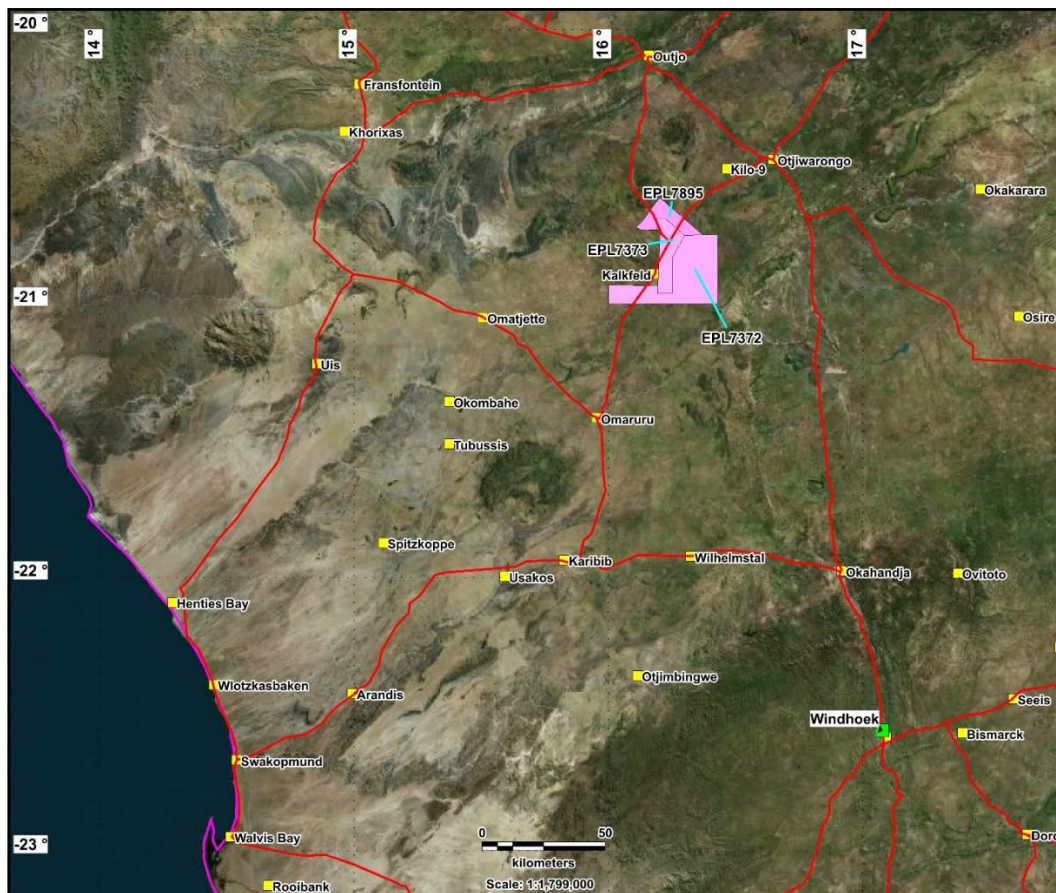 -20 °
14 °
15 °
16 °
17 °
Outjo
Fransfontein
Khorixas
Otjiwarongo
Kilo-9
Okakarara
EPL7895
EPL7373
Kalkfeld
-21 °
Omatjette
Osire
EPL7372
Uis
Okombahe
Omaruru
Tubussis
Spitzkoppe
Karibib
Wilhelmstal
-22 °
Usakos
Okahandja
Ovitoto
Henties Bay
Otjimbingwe
Wlotzkasbaken
Arandis
Seeis
Windhoek
Bismarck
Swakopmund
-23 °
Walvis Bay
0 50
kilometers
Scale: 1:1,799,000
Dorc
Rooibank